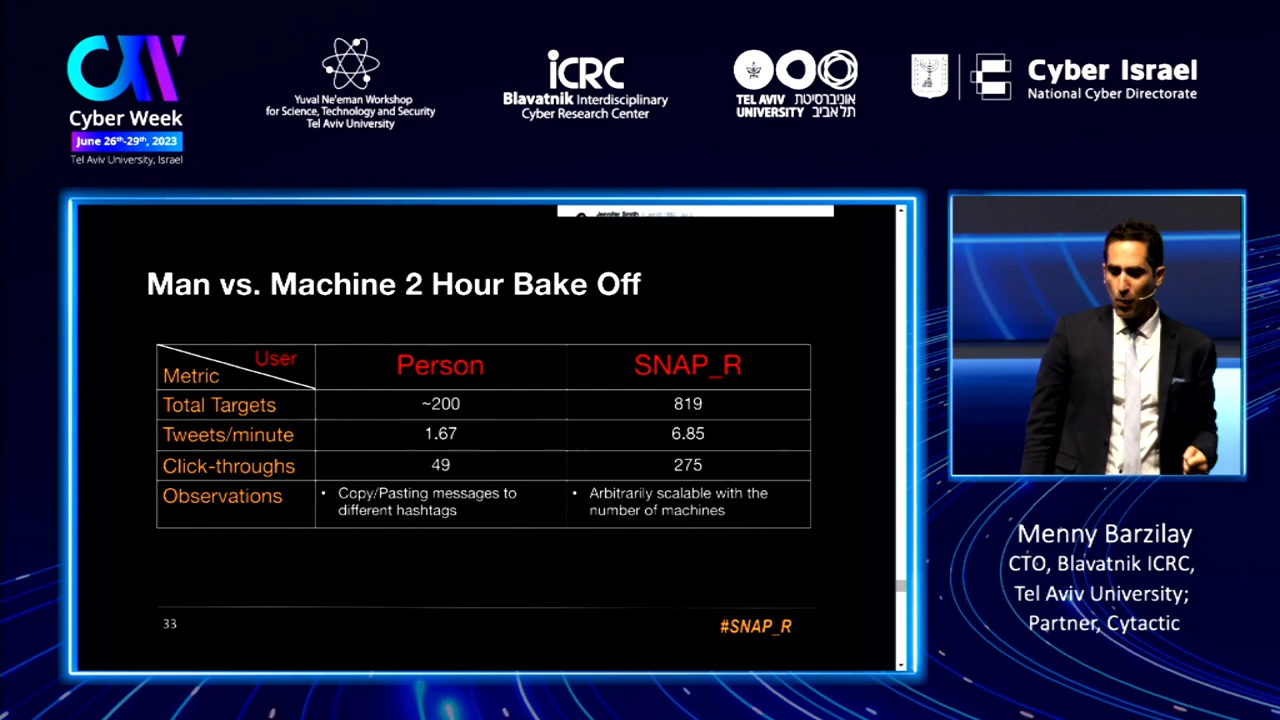 Cyber Week
June 26th-29th, 2023
Tel Aviv University, Israel
Yuval Ne'eman Workshop
for Science, Technology and Security
Tel Aviv University
iCRC
Blavatnik Interdisciplinary
Cyber Research Center
TEL AVIV אוניברסיטת
UNIVERSITY תל אביב
Cyber Israel
National Cyber Directorate
Jennifer Smith
Man vs. Machine 2 Hour Bake Off
User
Metric
Person
SNAP_R
Total Targets
~200
819
Tweets/minute
1.67
6.85
Click-throughs
49
275
Observations
• Copy/Pasting messages to
different hashtags
• Arbitrarily scalable with the
number of machines
33
#SNAP_R
Menny Barzilay
CTO, Blavatnik ICRC,
Tel Aviv University;
Partner, Cytactic